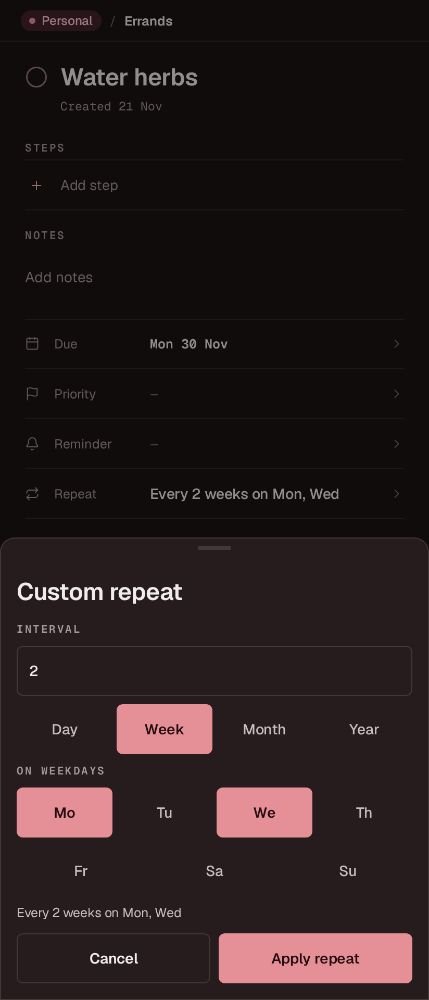 Personal / Errands
Water herbs
Created 21 Nov
STEPS
+ Add step
NOTES
Add notes
Due Mon 30 Nov
Priority —
Reminder —
Repeat Every 2 weeks on Mon, Wed
Custom repeat
INTERVAL
2
Day Week Month Year
ON WEEKDAYS
Mo Tu We Th
Fr Sa Su
Every 2 weeks on Mon, Wed
Cancel Apply repeat